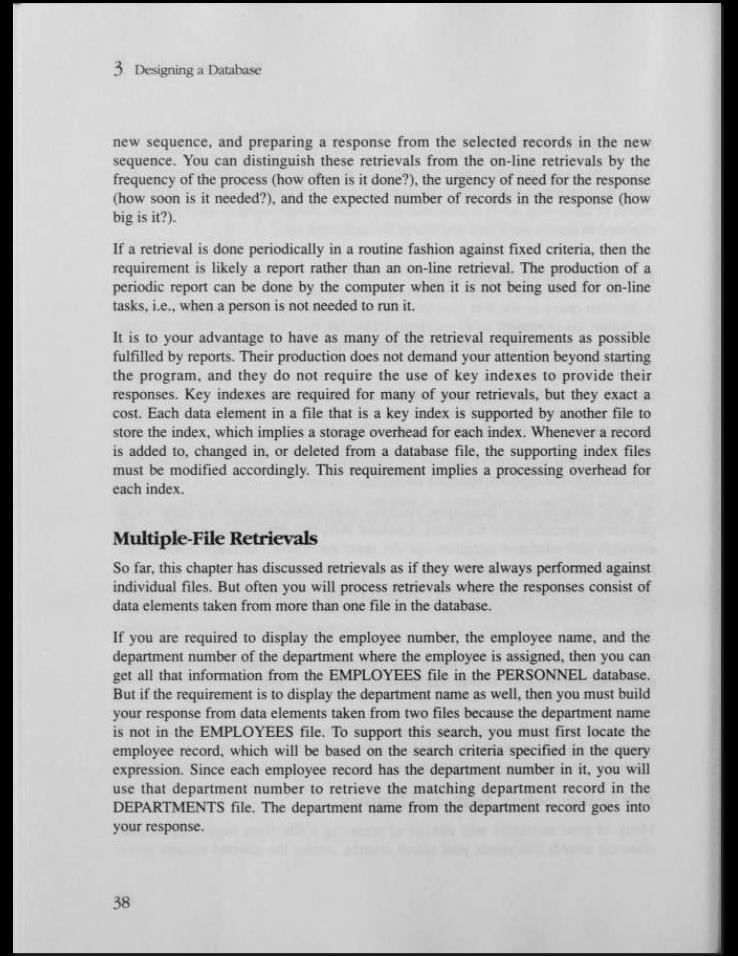 3 Designing a Database
new sequence, and preparing a response from the selected records in the new
sequence. You can distinguish these retrievals from the on-line retrievals by the
frequency of the process (how often is it done?), the urgency of need for the response
(how soon is it needed?), and the expected number of records in the response (how
big is it?).
If a retrieval is done periodically in a routine fashion against fixed criteria, then the
requirement is likely a report rather than an on-line retrieval. The production of a
periodic report can be done by the computer when it is not being used for on-line
tasks, i.e., when a person is not needed to run it.
It is to your advantage to have as many of the retrieval requirements as possible
fulfilled by reports. Their production does not demand your attention beyond starting
the program, and they do not require the use of key indexes to provide their
responses. Key indexes are required for many of your retrievals, but they exact a
cost. Each data element in a file that is a key index is supported by another file to
store the index, which implies a storage overhead for each index. Whenever a record
is added to, changed in, or deleted from a database file, the supporting index files
must be modified accordingly. This requirement implies a processing overhead for
each index.
Multiple-File Retrievals
So far, this chapter has discussed retrievals as if they were always performed against
individual files. But often you will process retrievals where the responses consist of
data elements taken from more than one file in the database.
If you are required to display the employee number, the employee name, and the
department number of the department where the employee is assigned, then you can
get all that information from the EMPLOYEES file in the PERSONNEL database.
But if the requirement is to display the department name as well, then you must build
your response from data elements taken from two files because the department name
is not in the EMPLOYEES file. To support this search, you must first locate the
employee record, which will be based on the search criteria specified in the query
expression. Since each employee record has the department number in it, you will
use that department number to retrieve the matching department record in the
DEPARTMENTS file. The department name from the department record goes into
your response.
38